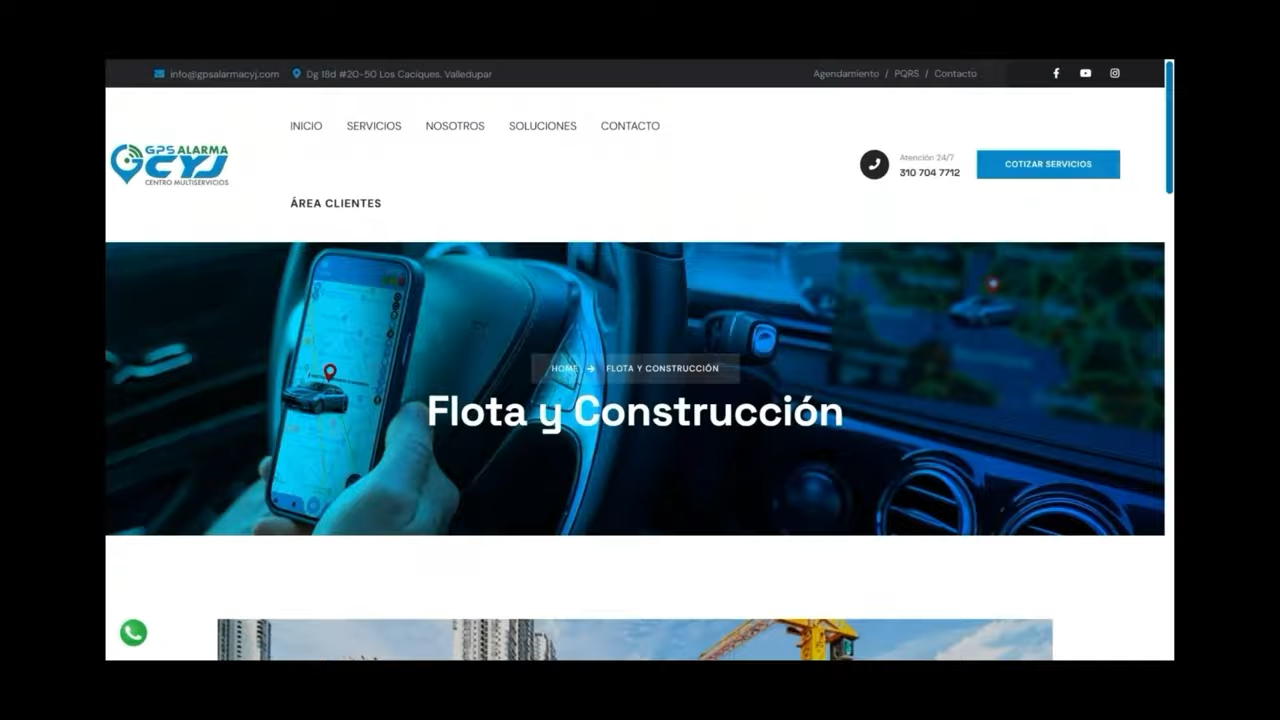 info@gpsalarmacyj.com Dg 18d #20-50 Los Caciques. Valledupar
Agendamiento / PQRS / Contacto
INICIO SERVICIOS NOSOTROS SOLUCIONES CONTACTO
GPS ALARMA
CYJ
CENTRO MULTISERVICIOS
Atención 24/7
310 704 7712
COTIZAR SERVICIOS
ÁREA CLIENTES
HOME FLOTA Y CONSTRUCCIÓN
Flota y Construcción